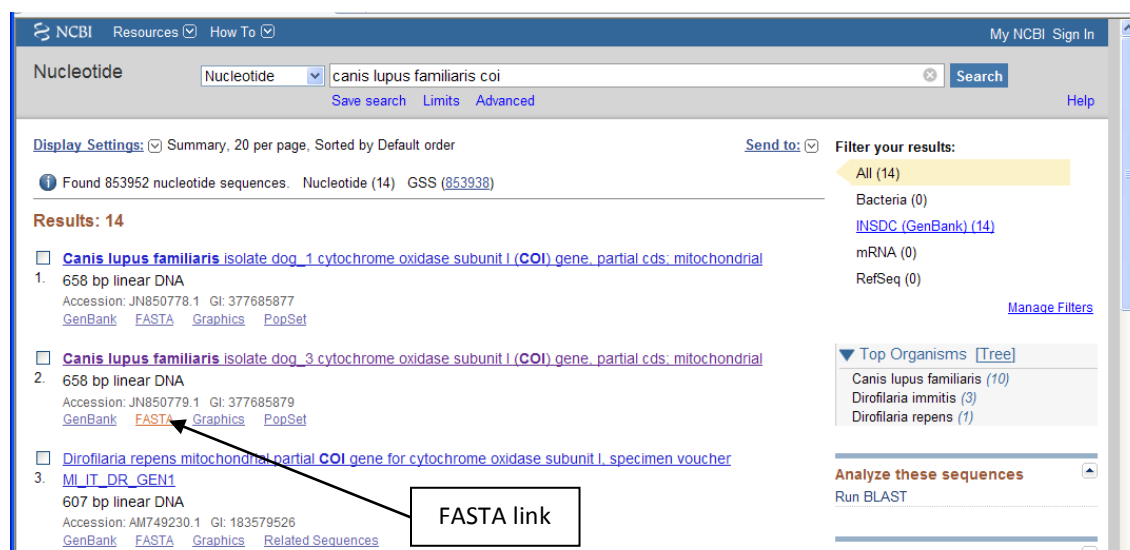 NCBI Resources How To My NCBI Sign In
Nucleotide Nucleotide canis lupus familiaris coi Search
Save search Limits Advanced Help
Display Settings: Summary, 20 per page, Sorted by Default order Send to:
Found 853952 nucleotide sequences. Nucleotide (14) GSS (853938)
Results: 14
Canis lupus familiaris isolate dog_1 cytochrome oxidase subunit I (COI) gene, partial cds; mitochondrial
1. 658 bp linear DNA
Accession: JN850778.1 GI: 377685877
GenBank FASTA Graphics PopSet
Canis lupus familiaris isolate dog_3 cytochrome oxidase subunit I (COI) gene, partial cds; mitochondrial
2. 658 bp linear DNA
Accession: JN850779.1 GI: 377685879
GenBank FASTA Graphics PopSet
Dirofilaria repens mitochondrial partial COI gene for cytochrome oxidase subunit I, specimen voucher
3. MI_IT_DR_GEN1
607 bp linear DNA
Accession: AM749230.1 GI: 183579526
GenBank FASTA Graphics Related Sequences
FASTA link
Filter your results:
All (14)
Bacteria (0)
INSDC (GenBank) (14)
mRNA (0)
RefSeq (0)
Manage Filters
Top Organisms [Tree]
Canis lupus familiaris (10)
Dirofilaria immitis (3)
Dirofilaria repens (1)
Analyze these sequences
Run BLAST